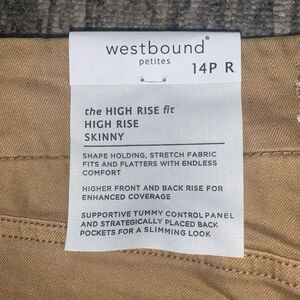 westbound®
petites
14P R
the HIGH RISE fit
HIGH RISE
SKINNY
SHAPE HOLDING, STRETCH FABRIC
FITS AND FLATTERS WITH ENDLESS
COMFORT
HIGHER FRONT AND BACK RISE FOR
ENHANCED COVERAGE
SUPPORTIVE TUMMY CONTROL PANEL
AND STRATEGICALLY PLACED BACK
POCKETS FOR A SLIMMING LOOK